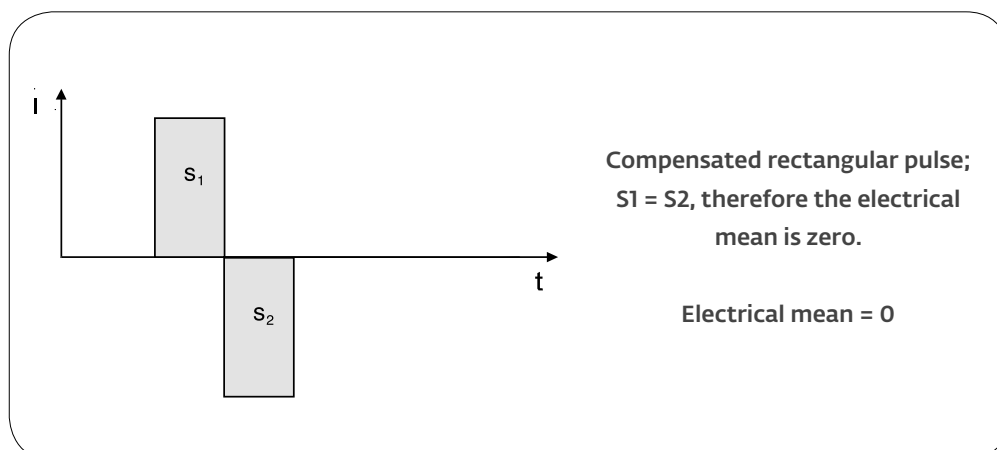 i
s₁
s₂
t
Compensated rectangular pulse;
S1 = S2, therefore the electrical
mean is zero.
Electrical mean = 0